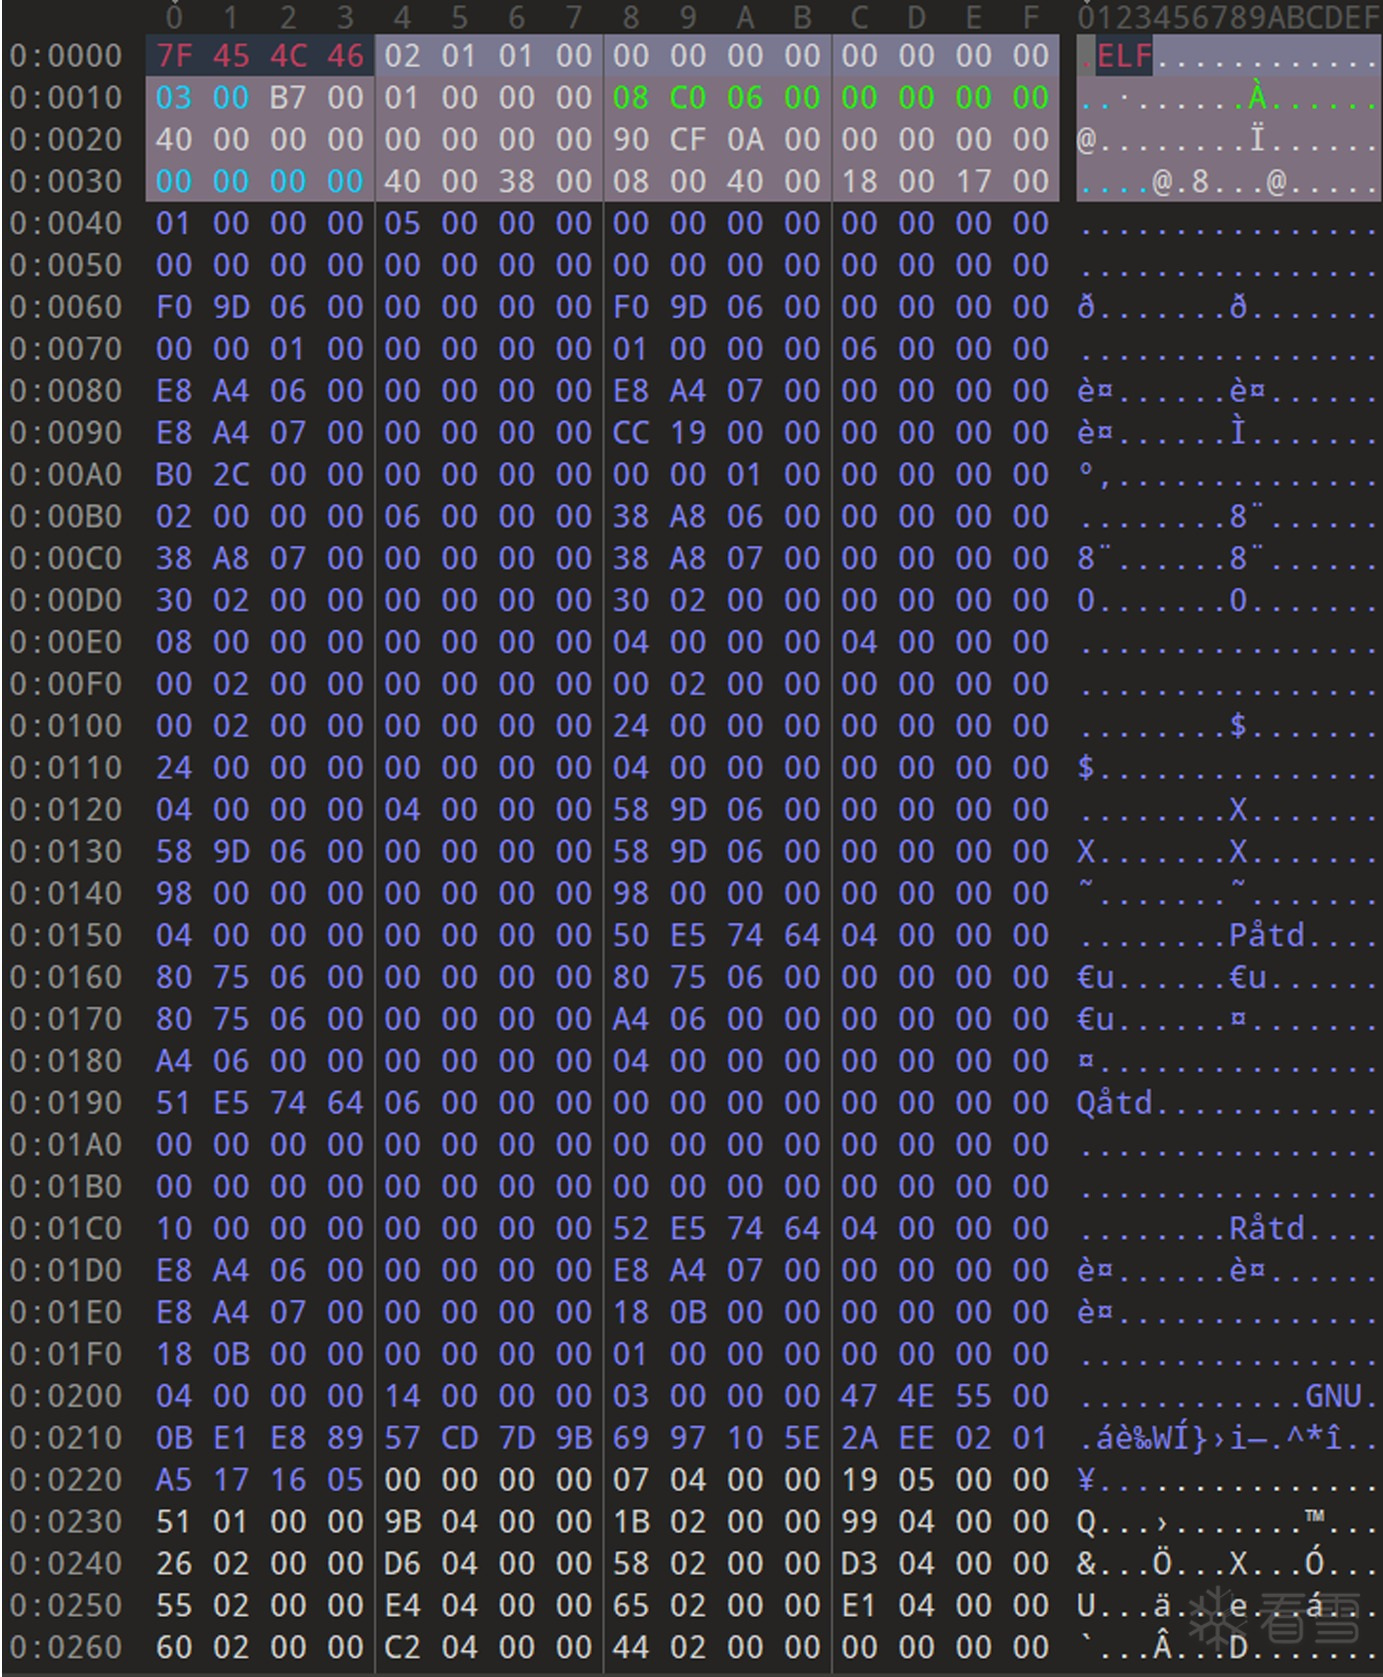 0 1 2 3 4 5 6 7 8 9 A B C D E F 0123456789ABCDEF
0:0000 7F 45 4C 46 02 01 01 00 00 00 00 00 00 00 00 00 .ELF............
0:0010 03 00 B7 00 01 00 00 00 08 C0 06 00 00 00 00 00 ..·......À......
0:0020 40 00 00 00 00 00 00 00 90 CF 0A 00 00 00 00 00 @........Ï......
0:0030 00 00 00 00 40 00 38 00 08 00 40 00 18 00 17 00 ....@.8...@.....
0:0040 01 00 00 00 05 00 00 00 00 00 00 00 00 00 00 00 ................
0:0050 00 00 00 00 00 00 00 00 00 00 00 00 00 00 00 00 ................
0:0060 F0 9D 06 00 00 00 00 00 F0 9D 06 00 00 00 00 00 ð.......ð.......
0:0070 00 00 01 00 00 00 00 00 01 00 00 00 06 00 00 00 ................
0:0080 E8 A4 06 00 00 00 00 00 E8 A4 07 00 00 00 00 00 è¤......è¤......
0:0090 E8 A4 07 00 00 00 00 00 CC 19 00 00 00 00 00 00 è¤......Ì.......
0:00A0 B0 2C 00 00 00 00 00 00 00 00 01 00 00 00 00 00 °,..............
0:00B0 02 00 00 00 06 00 00 00 38 A8 06 00 00 00 00 00 ........8¨......
0:00C0 38 A8 07 00 00 00 00 00 38 A8 07 00 00 00 00 00 8¨......8¨......
0:00D0 30 02 00 00 00 00 00 00 30 02 00 00 00 00 00 00 0.......0.......
0:00E0 08 00 00 00 00 00 00 00 04 00 00 00 04 00 00 00 ................
0:00F0 00 02 00 00 00 00 00 00 00 02 00 00 00 00 00 00 ................
0:0100 00 02 00 00 00 00 00 00 24 00 00 00 00 00 00 00 ........$.......
0:0110 24 00 00 00 00 00 00 00 04 00 00 00 00 00 00 00 $...............
0:0120 04 00 00 00 04 00 00 00 58 9D 06 00 00 00 00 00 ........X.......
0:0130 58 9D 06 00 00 00 00 00 58 9D 06 00 00 00 00 00 X.......X.......
0:0140 98 00 00 00 00 00 00 00 98 00 00 00 00 00 00 00 ˜.......˜.......
0:0150 04 00 00 00 00 00 00 00 50 E5 74 64 04 00 00 00 ........Påtd....
0:0160 80 75 06 00 00 00 00 00 80 75 06 00 00 00 00 00 €u......€u......
0:0170 80 75 06 00 00 00 00 00 A4 06 00 00 00 00 00 00 €u......¤.......
0:0180 A4 06 00 00 00 00 00 00 04 00 00 00 00 00 00 00 ¤...............
0:0190 51 E5 74 64 06 00 00 00 00 00 00 00 00 00 00 00 Qåtd............
0:01A0 00 00 00 00 00 00 00 00 00 00 00 00 00 00 00 00 ................
0:01B0 00 00 00 00 00 00 00 00 00 00 00 00 00 00 00 00 ................
0:01C0 10 00 00 00 00 00 00 00 52 E5 74 64 04 00 00 00 ........Råtd....
0:01D0 E8 A4 06 00 00 00 00 00 E8 A4 07 00 00 00 00 00 è¤......è¤......
0:01E0 E8 A4 07 00 00 00 00 00 18 0B 00 00 00 00 00 00 è¤..............
0:01F0 18 0B 00 00 00 00 00 00 01 00 00 00 00 00 00 00 ................
0:0200 04 00 00 00 14 00 00 00 03 00 00 00 47 4E 55 00 ............GNU.
0:0210 0B E1 E8 89 57 CD 7D 9B 69 97 10 5E 2A EE 02 01 .áè‰WÍ}›i—.^*î..
0:0220 A5 17 16 05 00 00 00 00 07 04 00 00 19 05 00 00 ¥...............
0:0230 51 01 00 00 9B 04 00 00 1B 02 00 00 99 04 00 00 Q...›.......™...
0:0240 26 02 00 00 D6 04 00 00 58 02 00 00 D3 04 00 00 &...Ö...X...Ó...
0:0250 55 02 00 00 E4 04 00 00 65 02 00 00 E1 04 00 00 U...ä...e...á...
0:0260 60 02 00 00 C2 04 00 00 44 02 00 00 00 00 00 00 `...Â...D.......
看雪